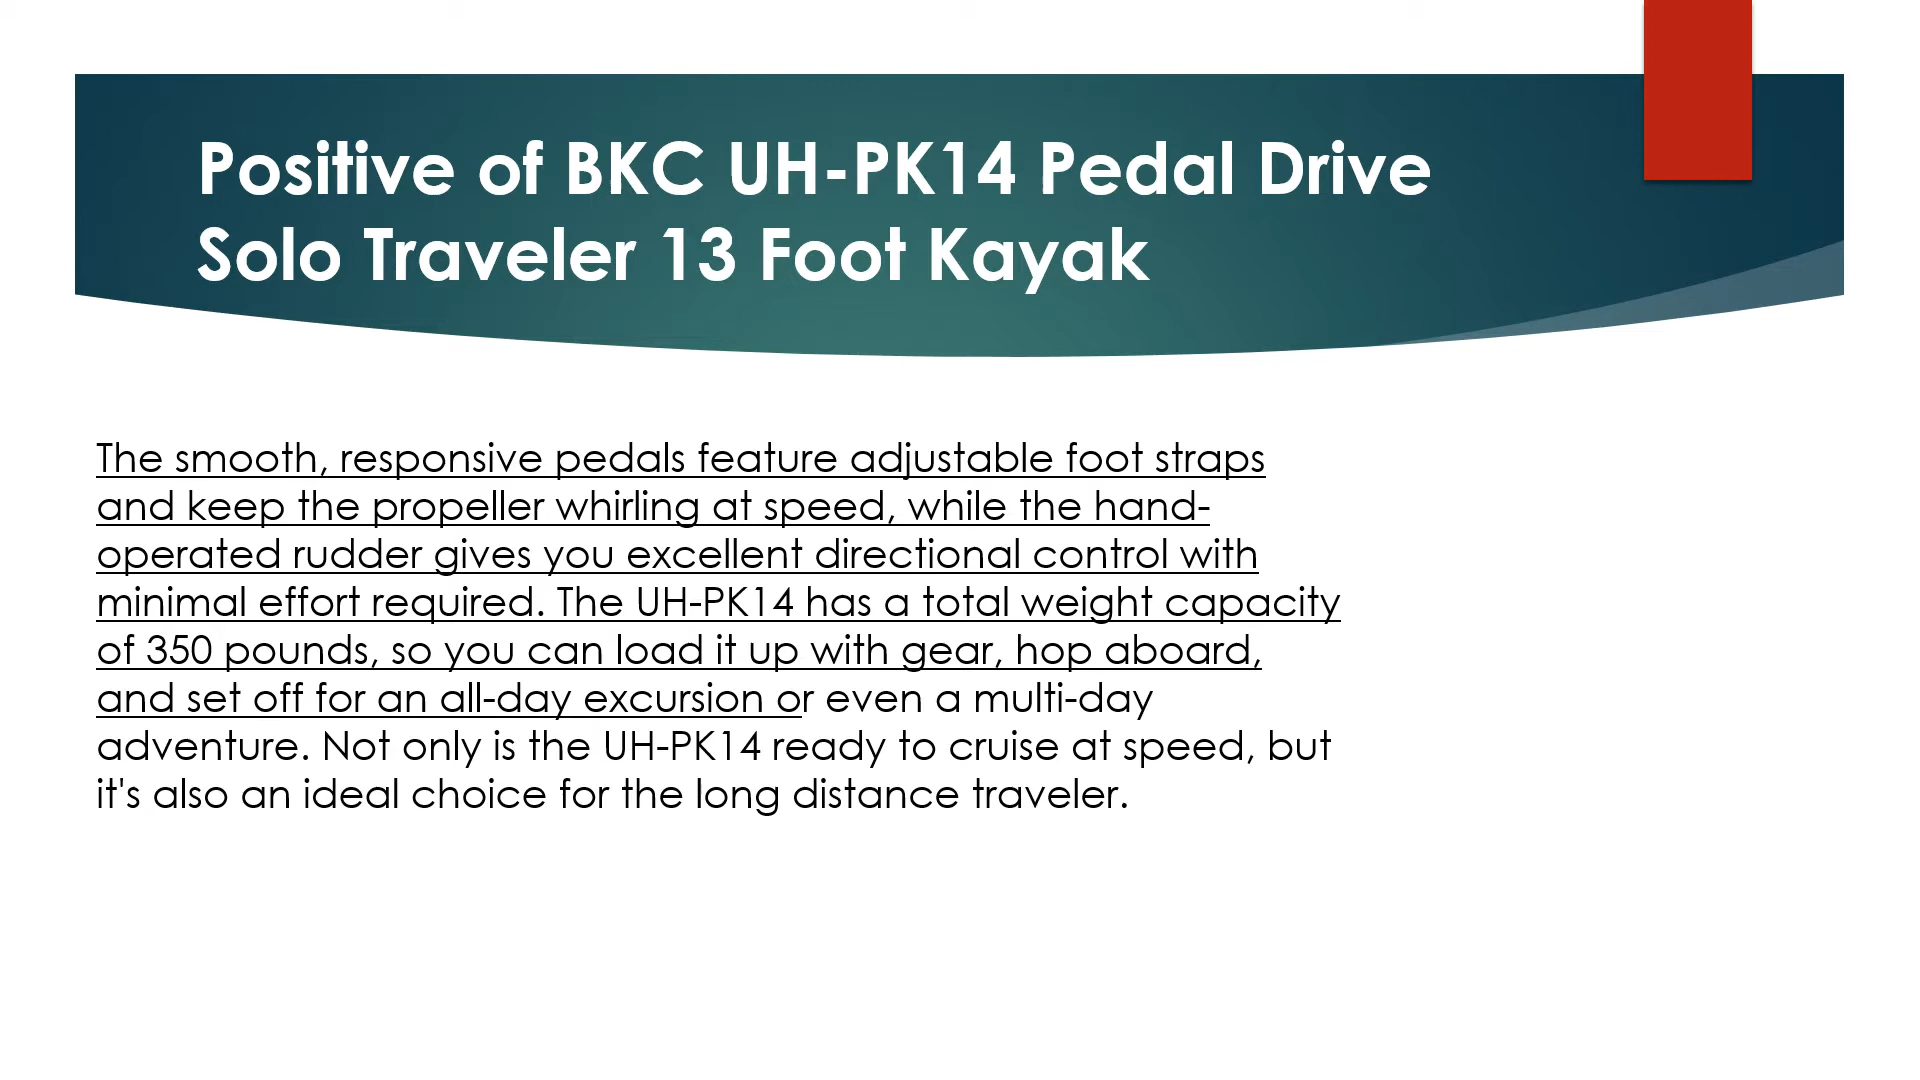 Positive of BKC UH-PK14 Pedal Drive
Solo Traveler 13 Foot Kayak
The smooth, responsive pedals feature adjustable foot straps
and keep the propeller whirling at speed, while the hand-
operated rudder gives you excellent directional control with
minimal effort required. The UH-PK14 has a total weight capacity
of 350 pounds, so you can load it up with gear, hop aboard,
and set off for an all-day excursion or even a multi-day
adventure. Not only is the UH-PK14 ready to cruise at speed, but
it's also an ideal choice for the long distance traveler.